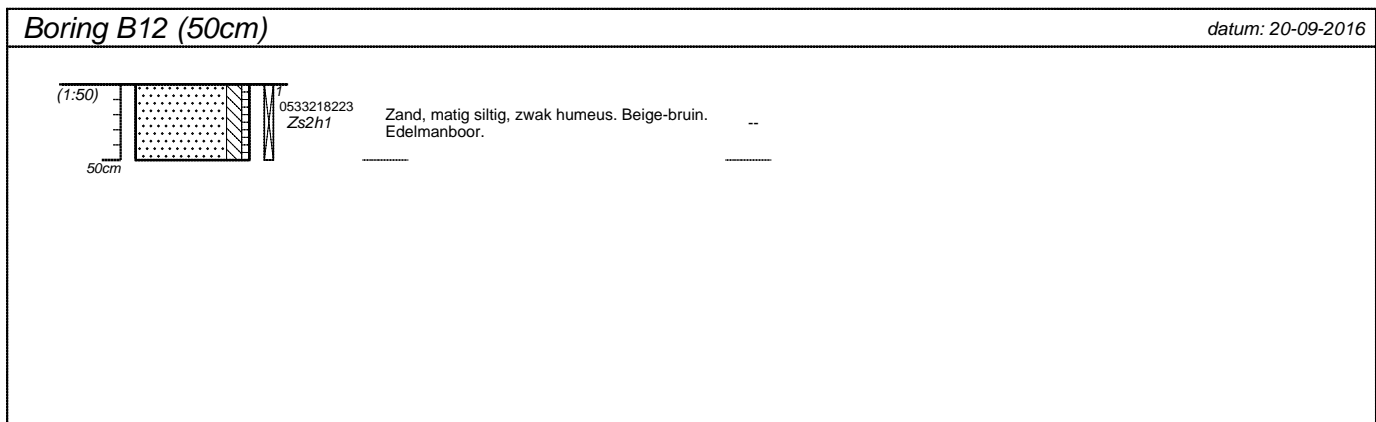 Boring B12 (50cm)
datum: 20-09-2016
(1:50)
1
0533218223
Zs2h1
Zand, matig siltig, zwak humeus. Beige-bruin.
Edelmanboor.
--
50cm